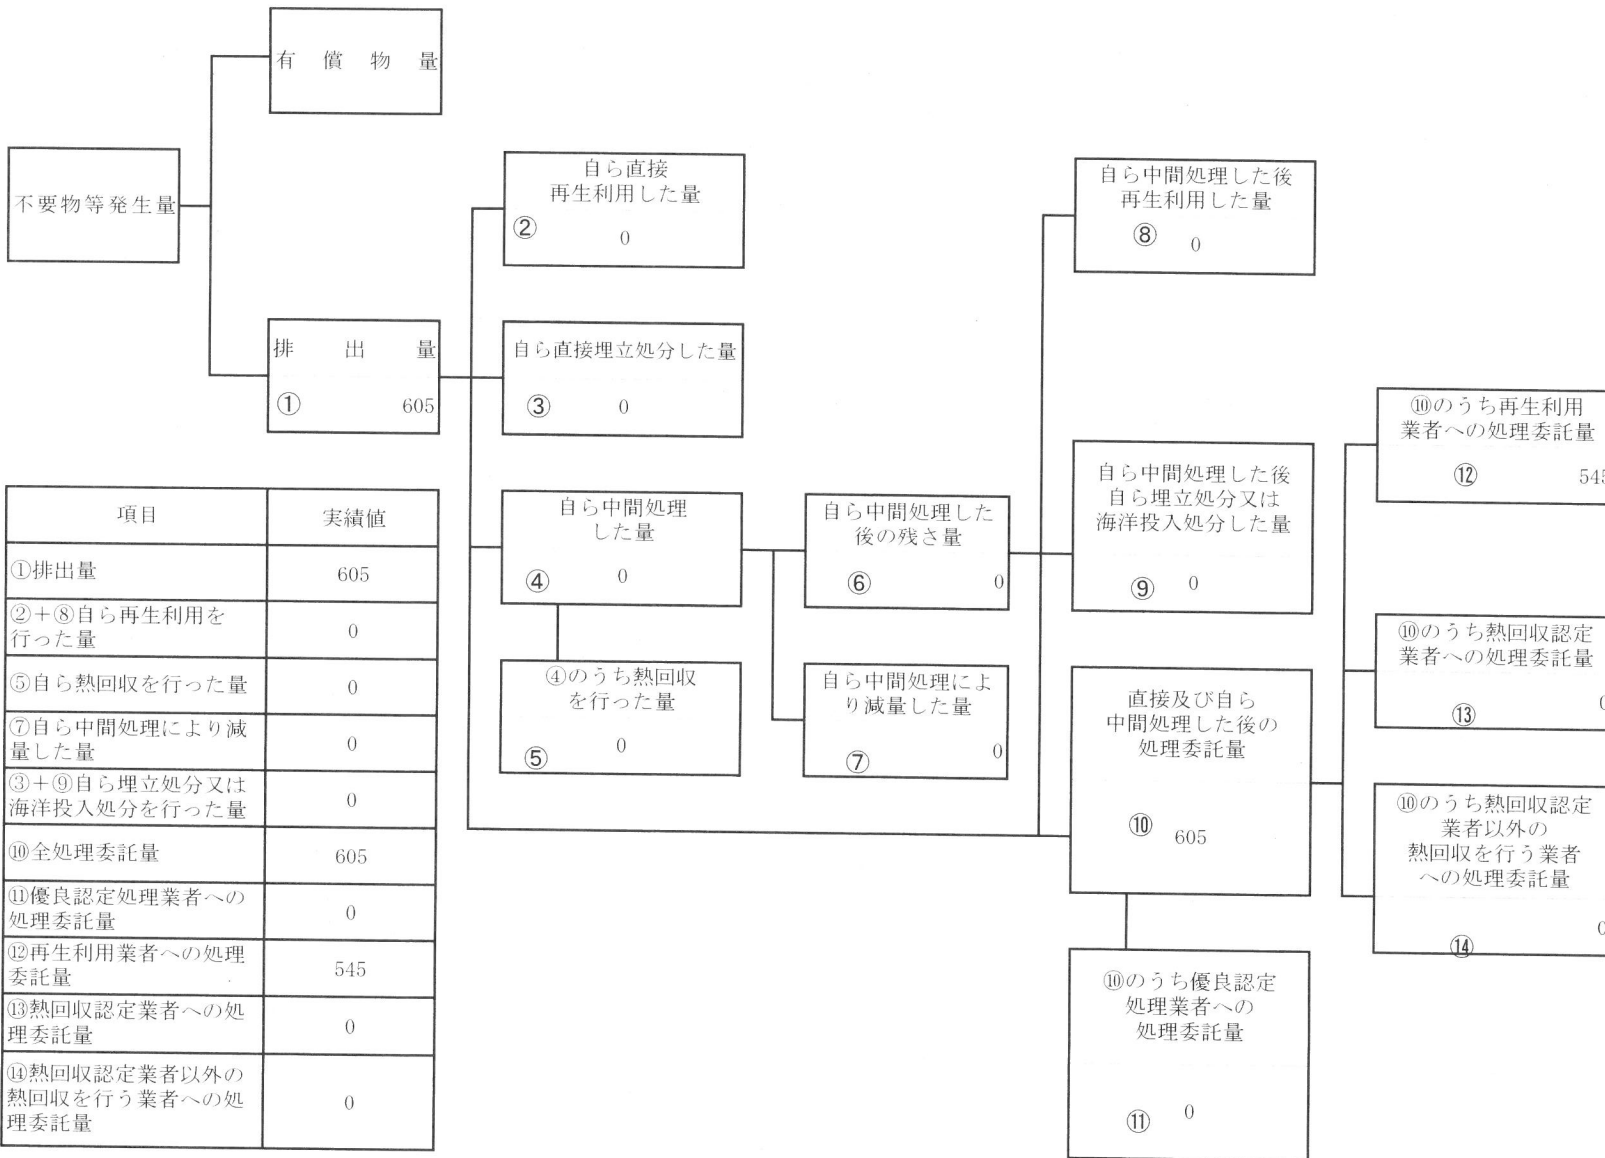 有償物量
不要物等発生量
排出量
① 605
自ら直接
再生利用した量
② 0
自ら直接埋立処分した量
③ 0
自ら中間処理
した量
④ 0
④のうち熱回収
を行った量
⑤ 0
自ら中間処理した
後の残さ量
⑥ 0
自ら中間処理によ
り減量した量
⑦ 0
自ら中間処理した後
再生利用した量
⑧ 0
自ら中間処理した後
自ら埋立処分又は
海洋投入処分した量
⑨ 0
直接及び自ら
中間処理した後の
処理委託量
⑩ 605
⑩のうち優良認定
処理業者への
処理委託量
⑪ 0
⑩のうち再生利用
業者への処理委託量
⑫ 545
⑩のうち熱回収認定
業者への処理委託量
⑬ 0
⑩のうち熱回収認定
業者以外の
熱回収を行う業者
への処理委託量
⑭ 0
項目 実績値
①排出量 605
②+⑧自ら再生利用を
行った量 0
⑤自ら熱回収を行った量 0
⑦自ら中間処理により減
量した量 0
③+⑨自ら埋立処分又は
海洋投入処分を行った量 0
⑩全処理委託量 605
⑪優良認定処理業者への
処理委託量 0
⑫再生利用業者への処理
委託量 545
⑬熱回収認定業者への処
理委託量 0
⑭熱回収認定業者以外の
熱回収を行う業者への処
理委託量 0